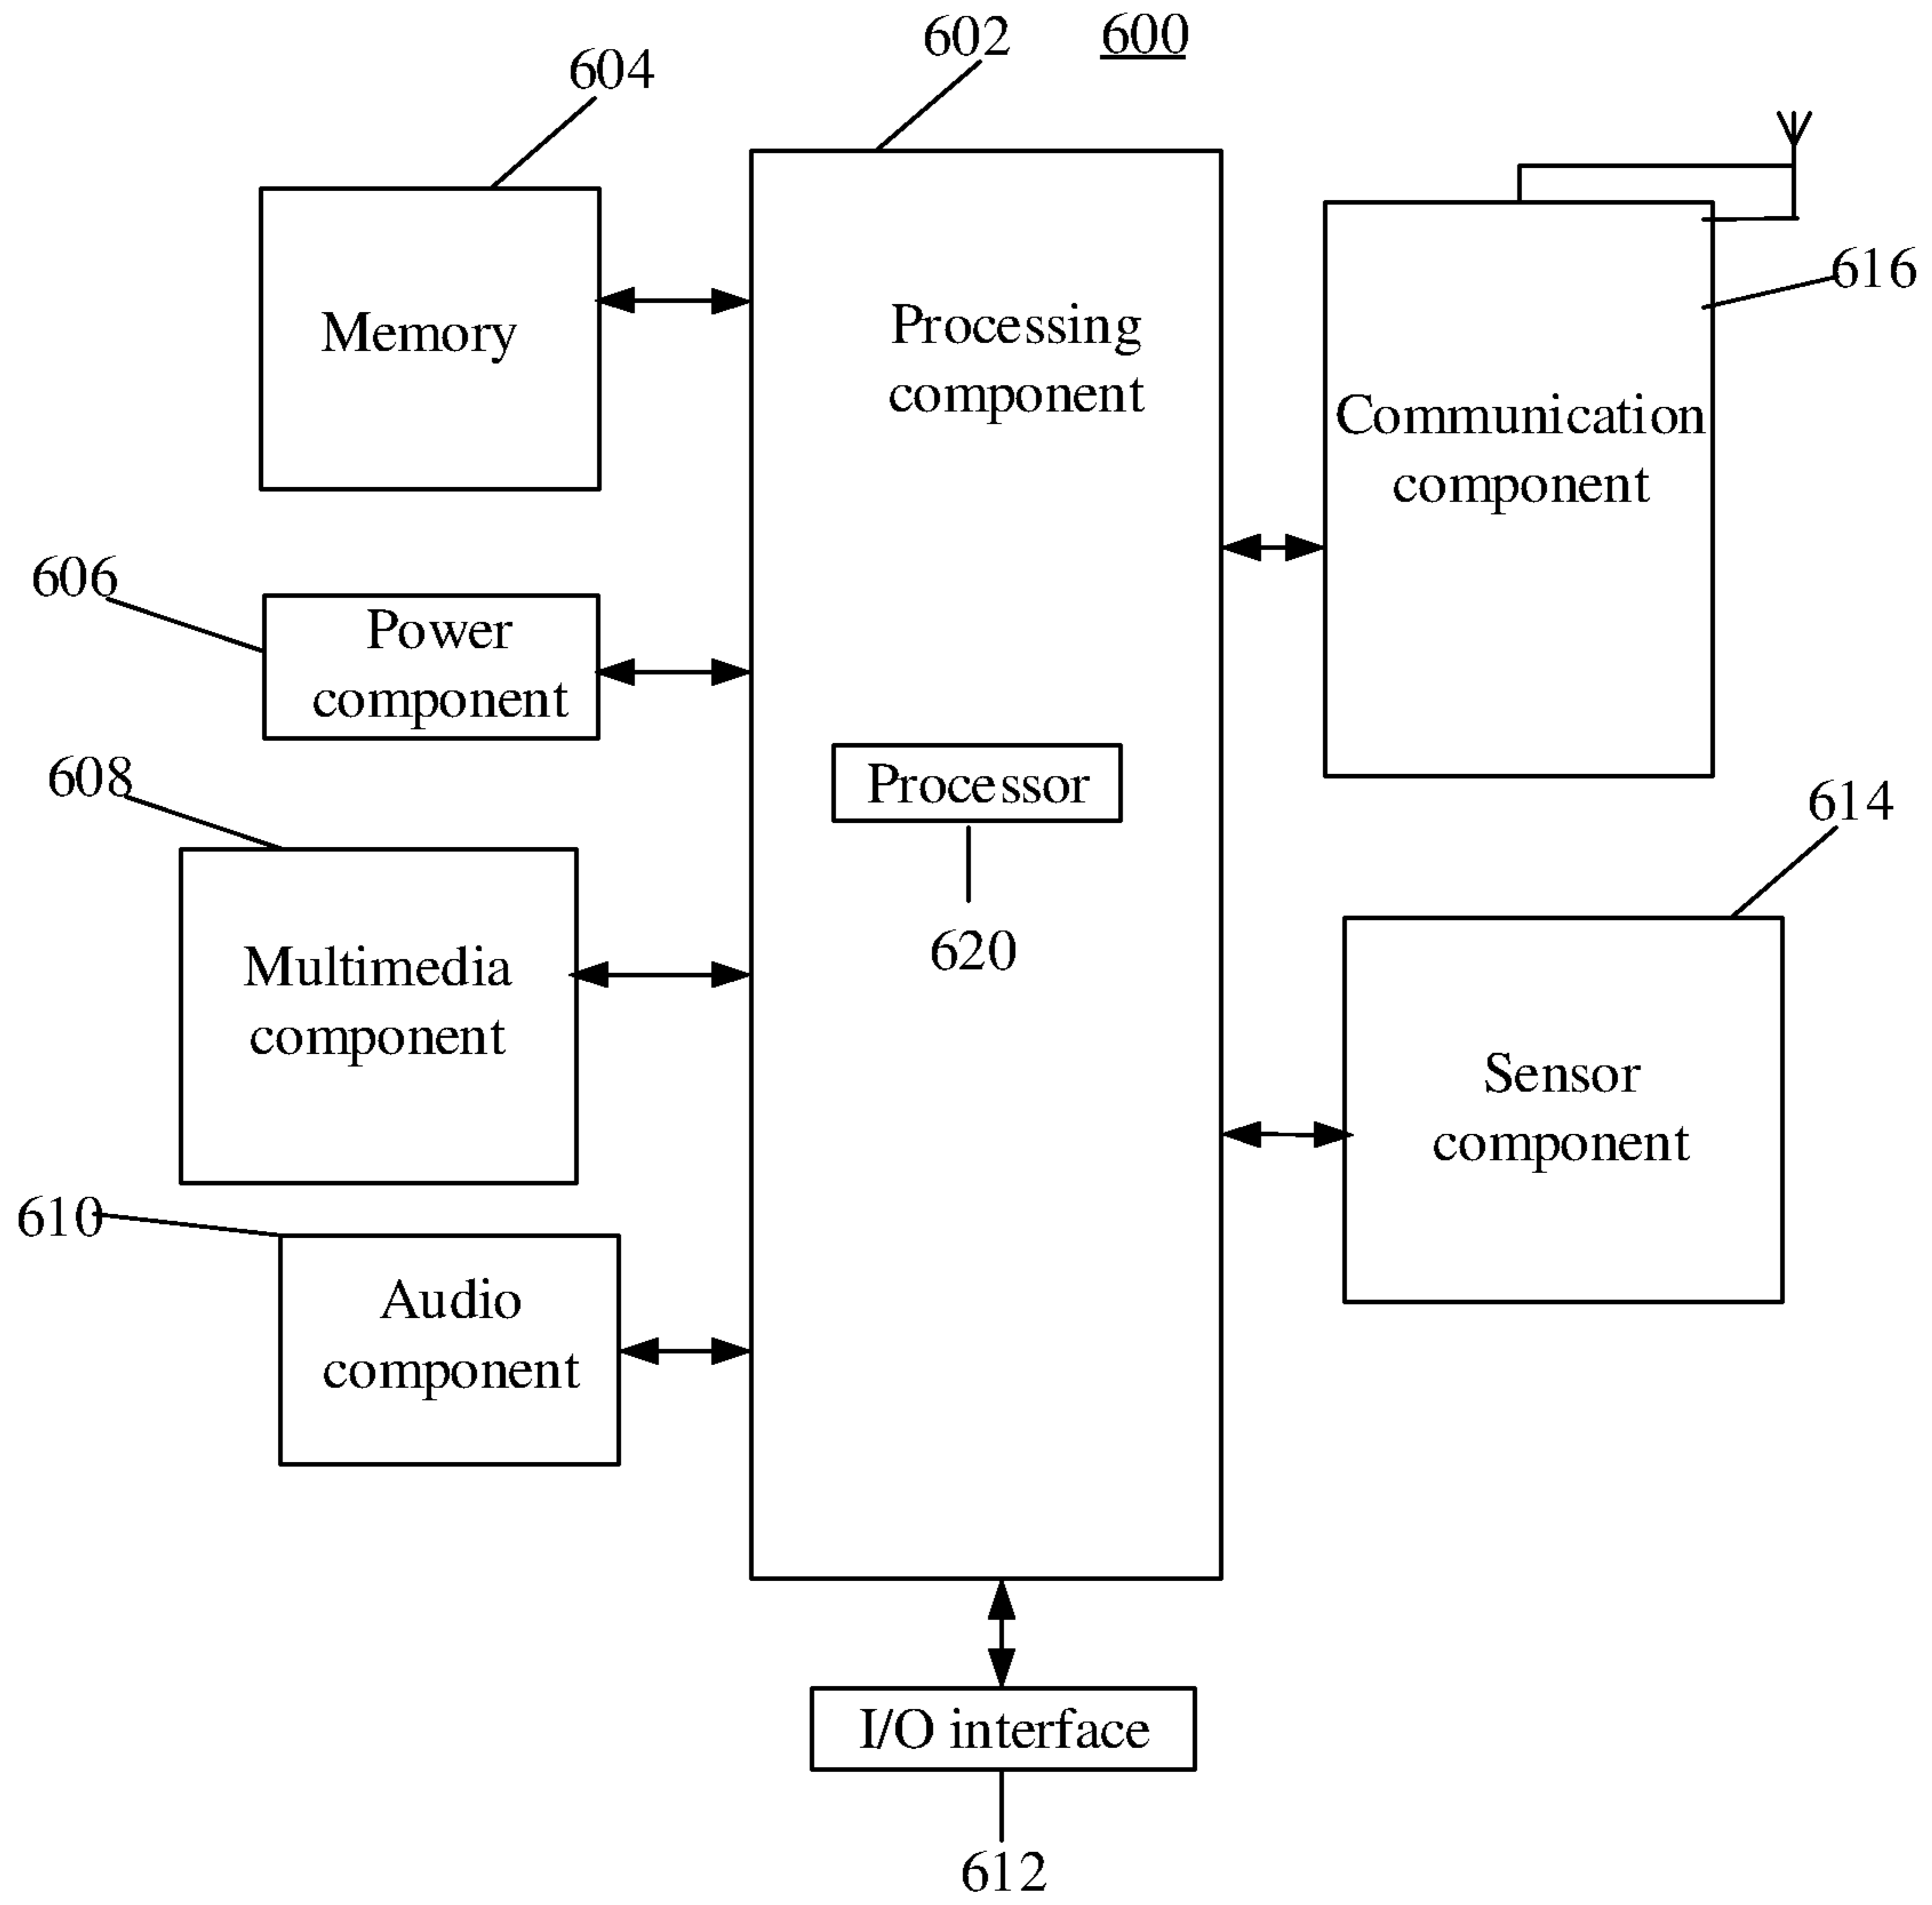 602
600
604
616
Memory
Processing
component
Communication
component
606
Power
component
608
Processor
620
614
Multimedia
component
Sensor
component
610
Audio
component
I/O interface
612